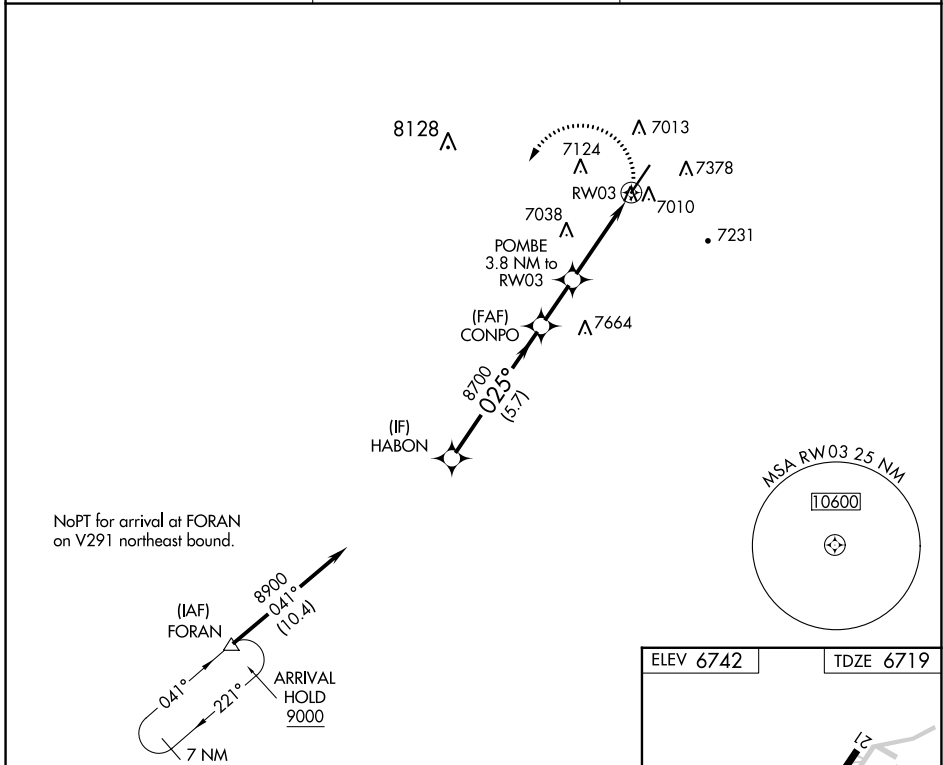 8128
7013
7124
7378
RW03
7010
7038
7231
POMBE
3.8 NM to
RW03
(FAF)
CONPO
7664
8700
025°
(5.7)
(IF)
HABON
MSA RW 03 25 NM
10600
NoPT for arrival at FORAN
on V291 northeast bound.
8900
041°
(10.4)
(IAF)
FORAN
041°
221°
ARRIVAL
HOLD
9000
7 NM
ELEV 6742
TDZE 6719
21